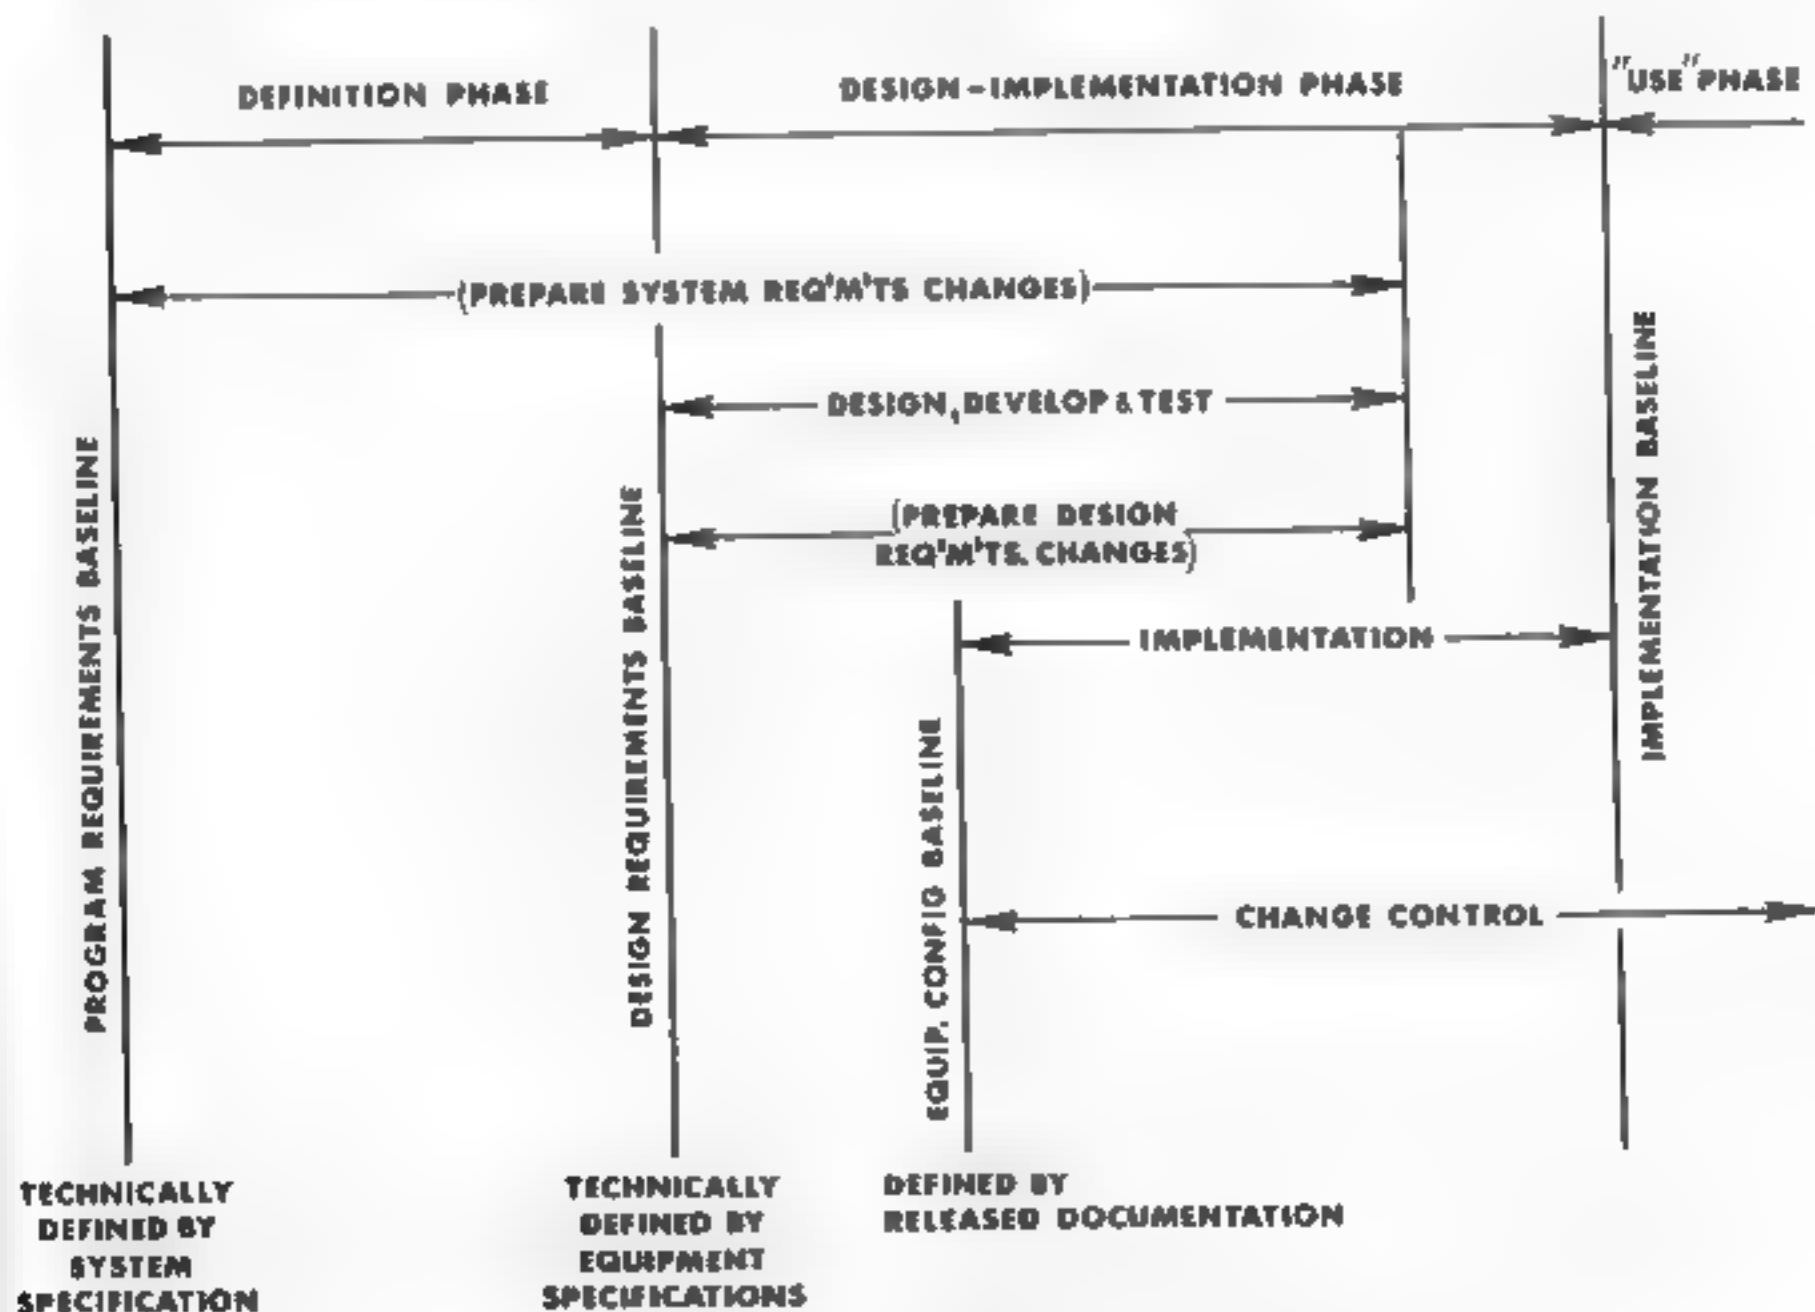 DEFINITION PHASE
DESIGN-IMPLEMENTATION PHASE
"USE" PHASE
(PREPARE SYSTEM REQ'M'TS CHANGES)
DESIGN, DEVELOP & TEST
(PREPARE DESIGN
REQ'M'TS. CHANGES)
IMPLEMENTATION
CHANGE CONTROL
PROGRAM REQUIREMENTS BASELINE
DESIGN REQUIREMENTS BASELINE
EQUIP. CONFIG BASELINE
IMPLEMENTATION BASELINE
TECHNICALLY
DEFINED BY
SYSTEM
SPECIFICATION
TECHNICALLY
DEFINED BY
EQUIPMENT
SPECIFICATIONS
DEFINED BY
RELEASED DOCUMENTATION